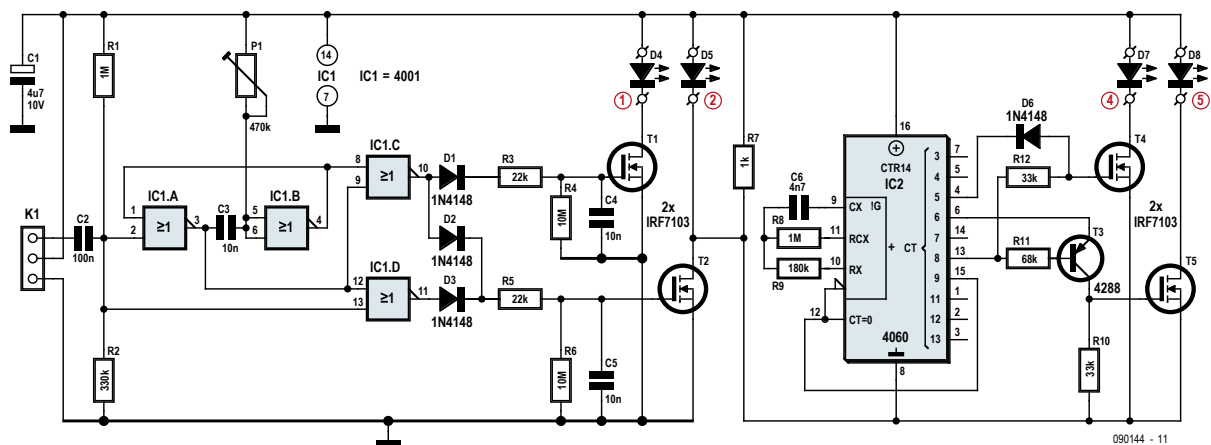 C1
4u7
10V
R1
1M
P1
470k
14
IC1
7
IC1 = 4001
K1
C2
100n
R2
330k
1
2
IC1.A
≥1
3
C3
10n
5
6
IC1.B
≥1
4
8
9
IC1.C
≥1
10
12
13
IC1.D
≥1
11
D1
1N4148
D2
1N4148
D3
1N4148
R3
22k
R4
10M
C4
10n
R5
22k
R6
10M
C5
10n
D4
1
D5
2
T1
2x
IRF7103
T2
R7
1k
C6
4n7
R8
1M
180k
R9
16
CTR14
IC2
9
CX
!G
11
RCX
10
RX
+
CT
12
CT=0
4060
8
3
7
4
5
5
4
6
6
7
14
8
13
9
15
11
1
12
2
13
3
D6
1N4148
R12
33k
R11
68k
T3
4288
R10
33k
D7
4
D8
5
T4
2x
IRF7103
T5
090144 - 11